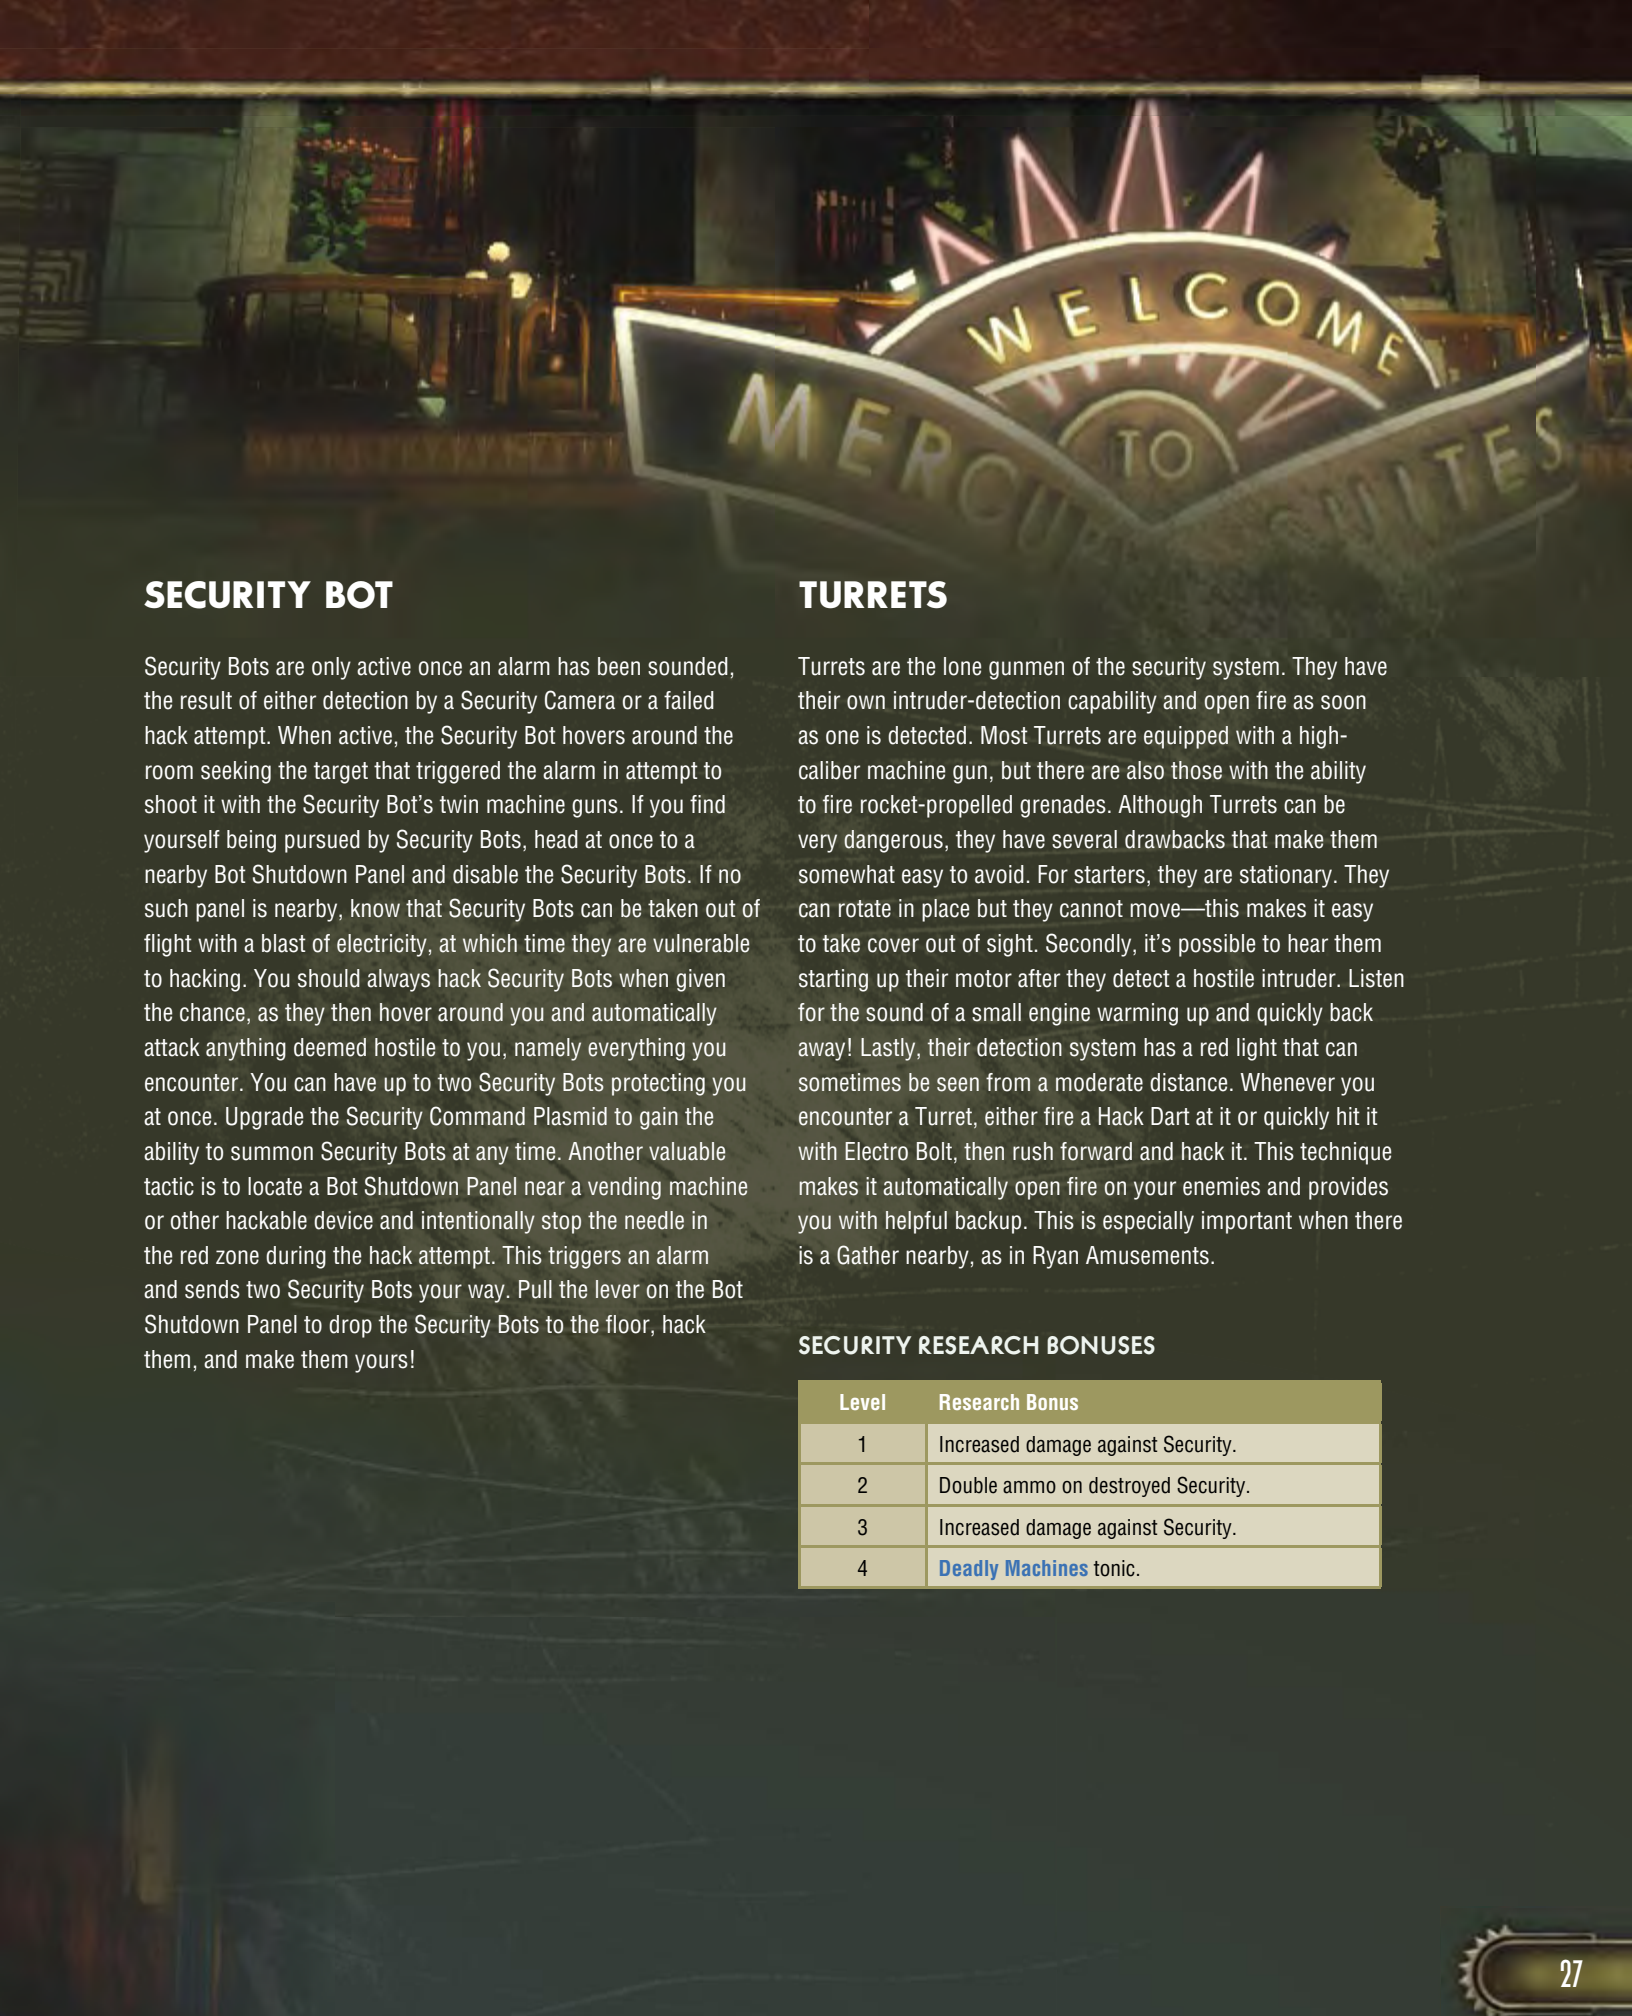 WELCOME
TO
MERCURY SUITES
SECURITY BOT
Security Bots are only active once an alarm has been sounded,
the result of either detection by a Security Camera or a failed
hack attempt. When active, the Security Bot hovers around the
room seeking the target that triggered the alarm in attempt to
shoot it with the Security Bot's twin machine guns. If you find
yourself being pursued by Security Bots, head at once to a
nearby Bot Shutdown Panel and disable the Security Bots. If no
such panel is nearby, know that Security Bots can be taken out of
flight with a blast of electricity, at which time they are vulnerable
to hacking. You should always hack Security Bots when given
the chance, as they then hover around you and automatically
attack anything deemed hostile to you, namely everything you
encounter. You can have up to two Security Bots protecting you
at once. Upgrade the Security Command Plasmid to gain the
ability to summon Security Bots at any time. Another valuable
tactic is to locate a Bot Shutdown Panel near a vending machine
or other hackable device and intentionally stop the needle in
the red zone during the hack attempt. This triggers an alarm
and sends two Security Bots your way. Pull the lever on the Bot
Shutdown Panel to drop the Security Bots to the floor, hack
them, and make them yours!
TURRETS
Turrets are the lone gunmen of the security system. They have
their own intruder-detection capability and open fire as soon
as one is detected. Most Turrets are equipped with a high-
caliber machine gun, but there are also those with the ability
to fire rocket-propelled grenades. Although Turrets can be
very dangerous, they have several drawbacks that make them
somewhat easy to avoid. For starters, they are stationary. They
can rotate in place but they cannot move—this makes it easy
to take cover out of sight. Secondly, it's possible to hear them
starting up their motor after they detect a hostile intruder. Listen
for the sound of a small engine warming up and quickly back
away! Lastly, their detection system has a red light that can
sometimes be seen from a moderate distance. Whenever you
encounter a Turret, either fire a Hack Dart at it or quickly hit it
with Electro Bolt, then rush forward and hack it. This technique
makes it automatically open fire on your enemies and provides
you with helpful backup. This is especially important when there
is a Gather nearby, as in Ryan Amusements.
SECURITY RESEARCH BONUSES
Level Research Bonus
1 Increased damage against Security.
2 Double ammo on destroyed Security.
3 Increased damage against Security.
4 Deadly Machines tonic.
27